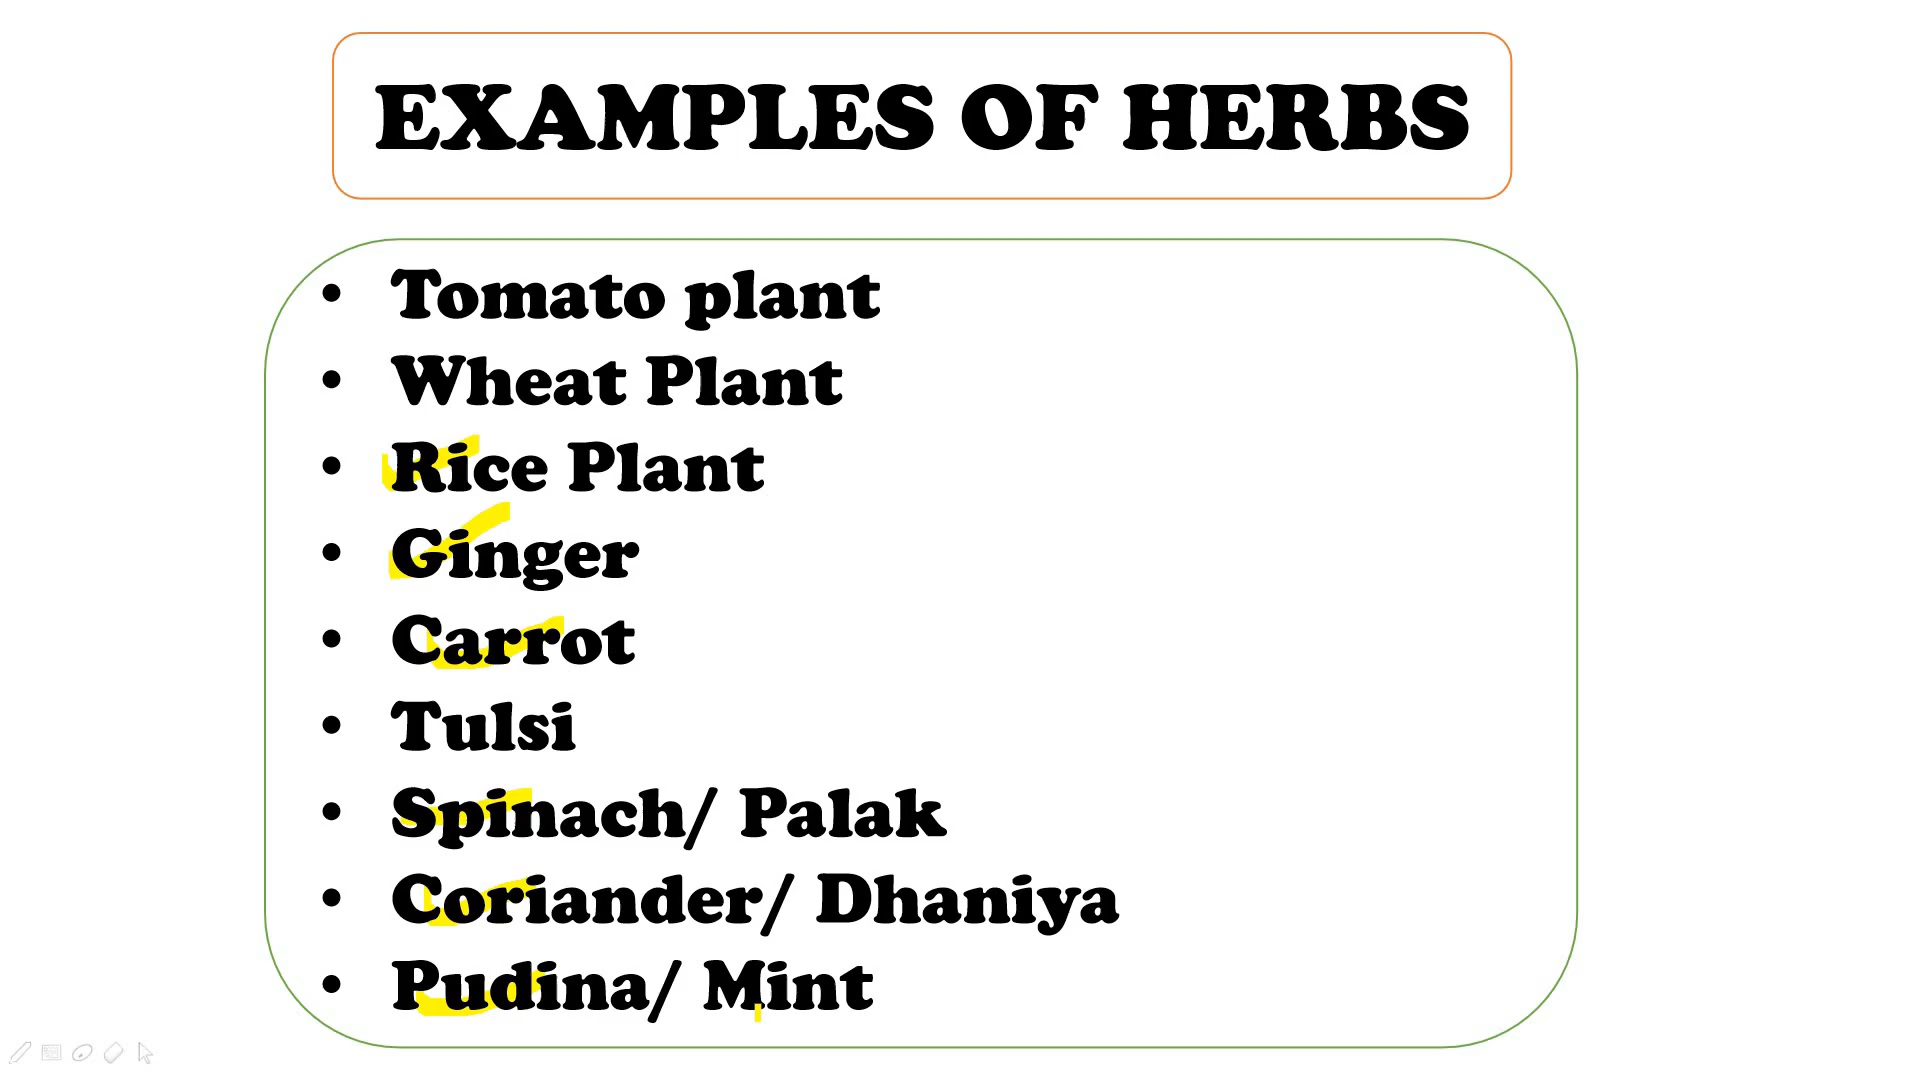 EXAMPLES OF HERBS
• Tomato plant
• Wheat Plant
• Rice Plant
• Ginger
• Carrot
• Tulsi
• Spinach/ Palak
• Coriander/ Dhaniya
• Pudina/ Mint